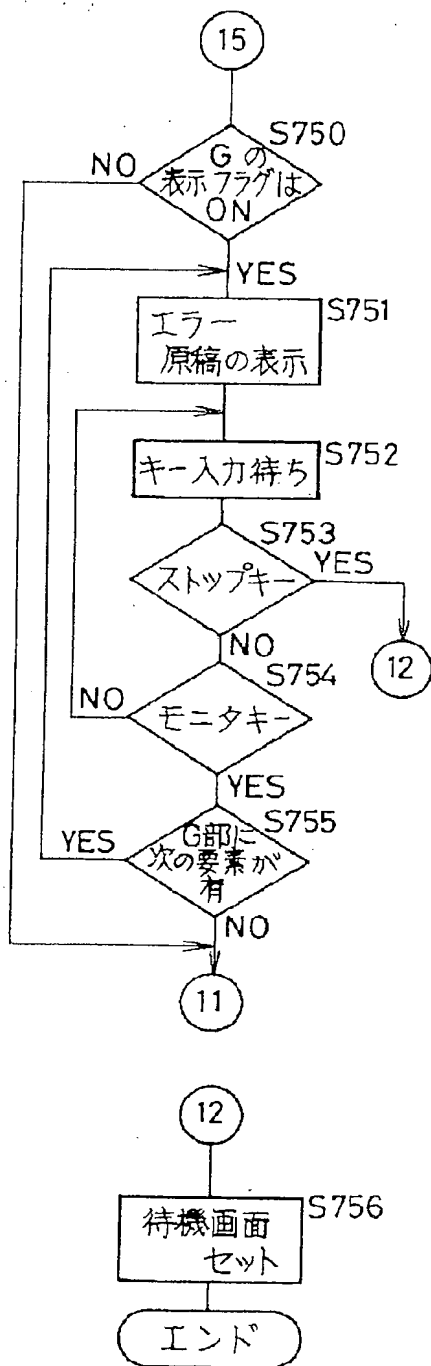 15
S750
NO
Gの
表示フラグは
ON
YES
S751
エラー
原稿の表示
S752
キー入力待ち
S753
YES
ストップキー
NO
12
S754
NO
モニタキー
YES
S755
YES
G部に
次の要素が
有
NO
11
12
S756
待機画面
セット
エンド